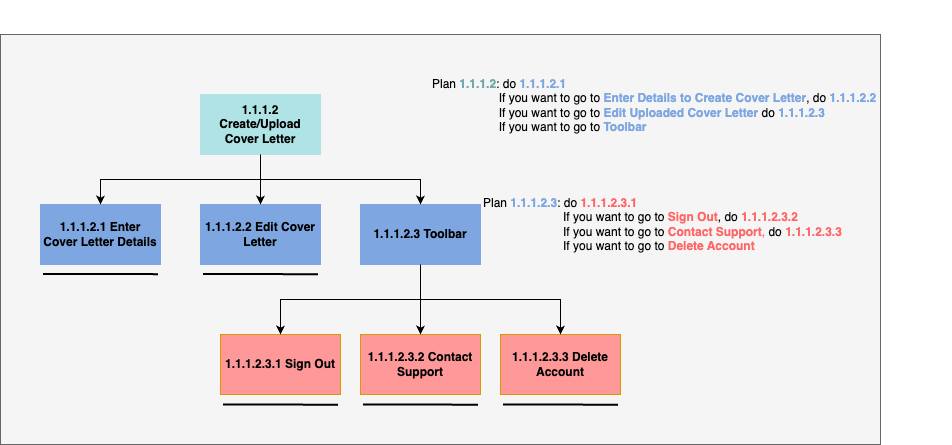 Plan 1.1.1.2: do 1.1.1.2.1
If you want to go to Enter Details to Create Cover Letter, do 1.1.1.2.2
If you want to go to Edit Uploaded Cover Letter do 1.1.1.2.3
If you want to go to Toolbar
1.1.1.2
Create/Upload
Cover Letter
Plan 1.1.1.2.3: do 1.1.1.2.3.1
If you want to go to Sign Out, do 1.1.1.2.3.2
If you want to go to Contact Support, do 1.1.1.2.3.3
If you want to go to Delete Account
1.1.1.2.1 Enter
Cover Letter Details
1.1.1.2.2 Edit Cover
Letter
1.1.1.2.3 Toolbar
1.1.1.2.3.1 Sign Out
1.1.1.2.3.2 Contact
Support
1.1.1.2.3.3 Delete
Account